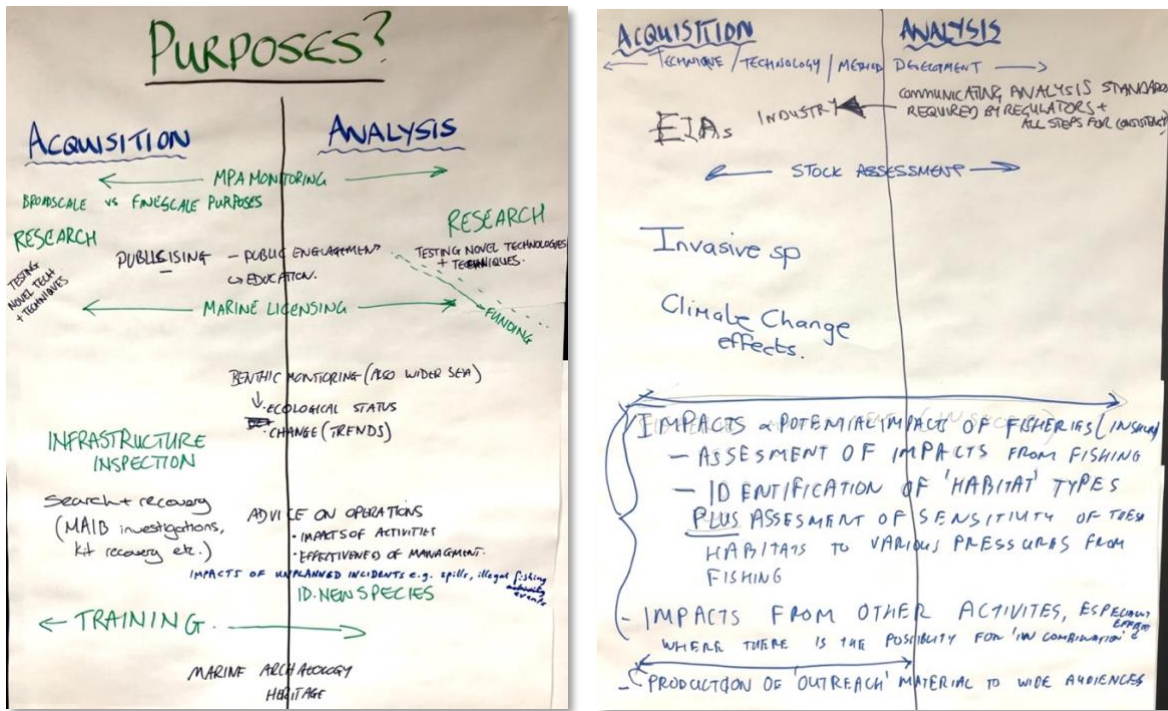 PURPOSES?
ACQUISITION
ANALYSIS
MPA MONITORING
BROADSCALE VS FINESCALE PURPOSES
RESEARCH
TESTING
NOVEL TECH
+ TECHNIQUES
PUBLICISING
- PUBLIC ENGAGEMENT
↳ EDUCATION.
RESEARCH
TESTING NOVEL TECHNOLOGIES
+ TECHNIQUES.
MARINE LICENSING
FUNDING
BENTHIC MONITORING (ALSO WIDER SEA)
↓ · ECOLOGICAL STATUS
· CHANGE (TRENDS)
INFRASTRUCTURE
INSPECTION
Search + recovery
(MAIB investigations,
kit recovery etc.)
ADVICE ON OPERATIONS
· IMPACTS OF ACTIVITIES
· EFFECTIVENESS OF MANAGEMENT.
IMPACTS OF UNPLANNED INCIDENTS e.g. spills, illegal fishing
events
ID. NEW SPECIES
← TRAINING. →
MARINE ARCHAEOLOGY
HERITAGE
ACQUISITION
ANALYSIS
← TECHNIQUE / TECHNOLOGY / METHOD DEVELOPMENT →
EIAs
INDUSTRY ←
COMMUNICATING ANALYSIS STANDARDS
REQUIRED BY REGULATORS +
ALL STEPS FOR CONSISTENCY)
← STOCK ASSESSMENT →
Invasive sp
Climate Change
effects.
IMPACTS & POTENTIAL IMPACTS OF FISHERIES (INSHORE)
- ASSESMENT OF IMPACTS FROM FISHING
- IDENTIFICATION OF 'HABITAT' TYPES
PLUS ASSESMENT OF SENSITIVITY OF THESE
HABITATS TO VARIOUS PRESSURES FROM
FISHING
- IMPACTS FROM OTHER ACTIVITES, ESPECIALLY
WHERE THERE IS THE POSSIBLITY FOR 'IN COMBINATION'
EFFECTS
- PRODUCTION OF 'OUTREACH' MATERIAL TO WIDE AUDIENCES